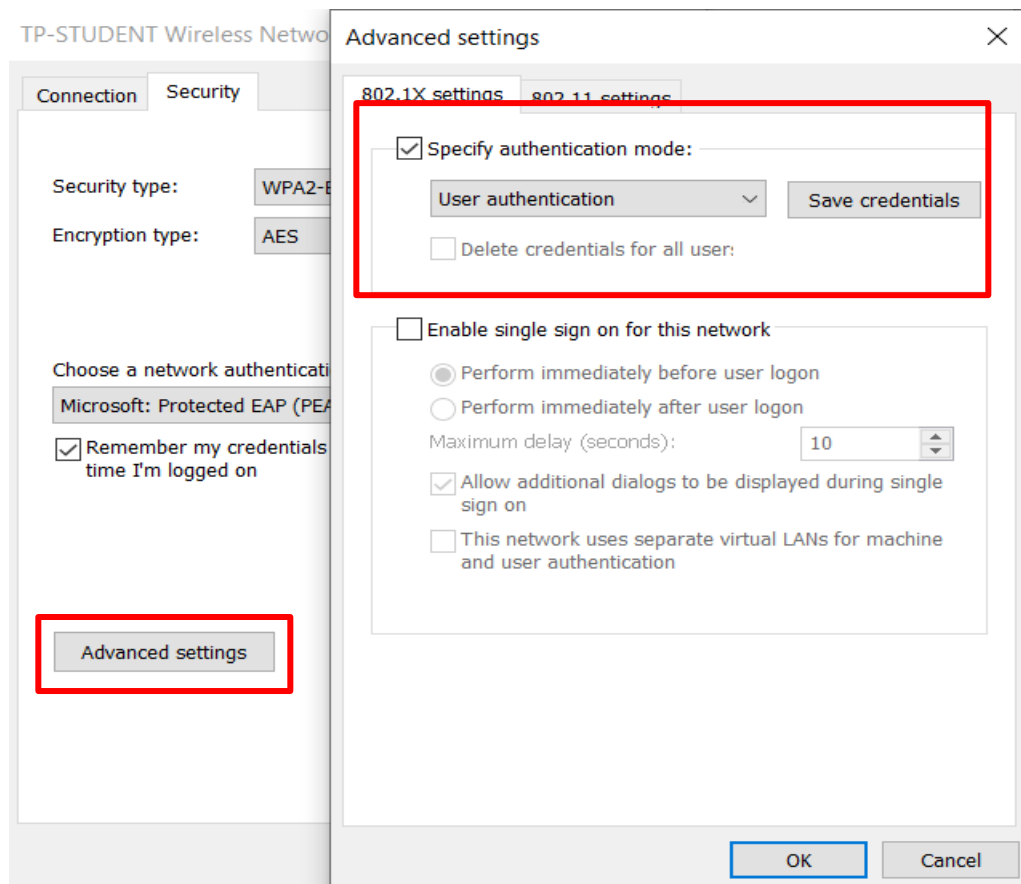 TP-STUDENT Wireless Netwo
Connection
Security
Security type:
WPA2-E
Encryption type:
AES
Choose a network authenticati
Microsoft: Protected EAP (PEA
Remember my credentials
time I'm logged on
Advanced settings
Advanced settings
802.1X settings
802.11 settings
Specify authentication mode:
User authentication
Save credentials
Delete credentials for all users
Enable single sign on for this network
Perform immediately before user logon
Perform immediately after user logon
Maximum delay (seconds):
10
Allow additional dialogs to be displayed during single
sign on
This network uses separate virtual LANs for machine
and user authentication
OK
Cancel